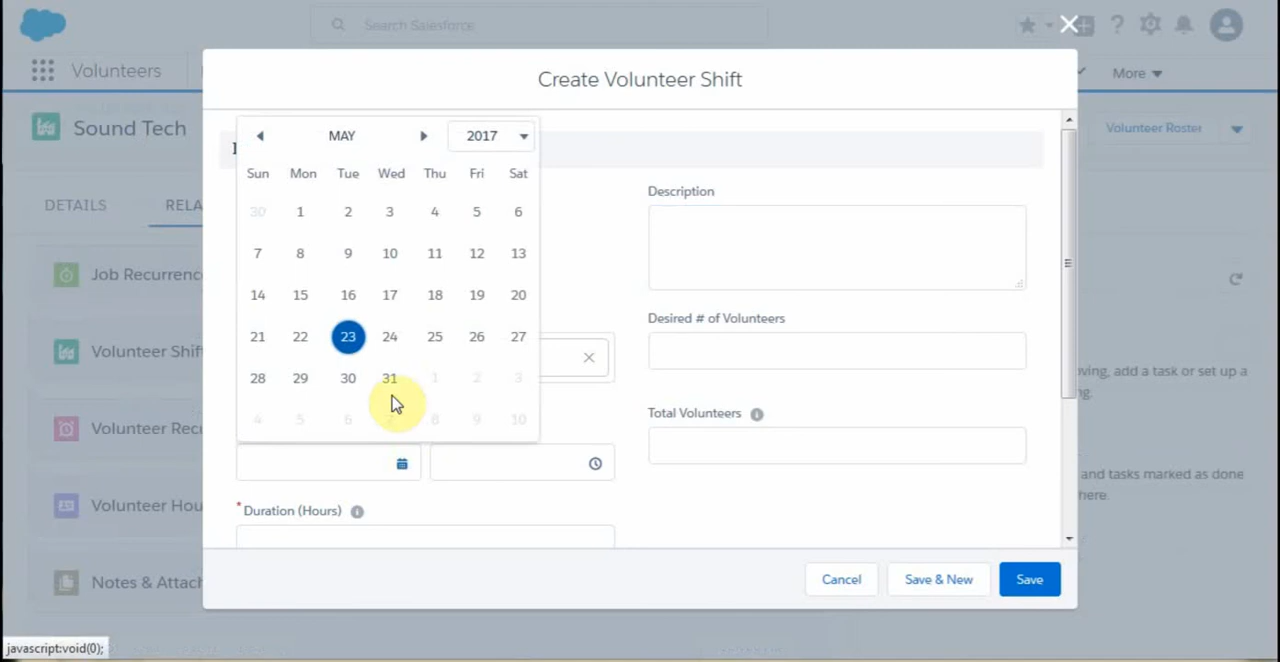 Search Salesforce
Volunteers
More
Create Volunteer Shift
Sound Tech
Volunteer Roster
DETAILS
RELA
MAY
2017
Sun Mon Tue Wed Thu Fri Sat
30 1 2 3 4 5 6
7 8 9 10 11 12 13
14 15 16 17 18 19 20
21 22 23 24 25 26 27
28 29 30 31 1 2 3
4 5 6 7 8 9 10
Description
Desired # of Volunteers
Total Volunteers
*Duration (Hours)
Job Recurrenc
Volunteer Shif
Volunteer Recu
Volunteer Hou
Notes & Attac
oving, add a task or set up a
ng.
and tasks marked as done
here.
Cancel
Save & New
Save
javascript:void(0);